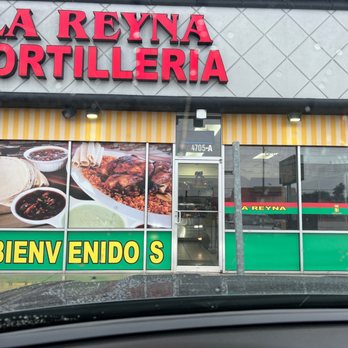 LA REYNA
TORTILLERIA
4705-A
LA REYNA
BIENVENIDOS